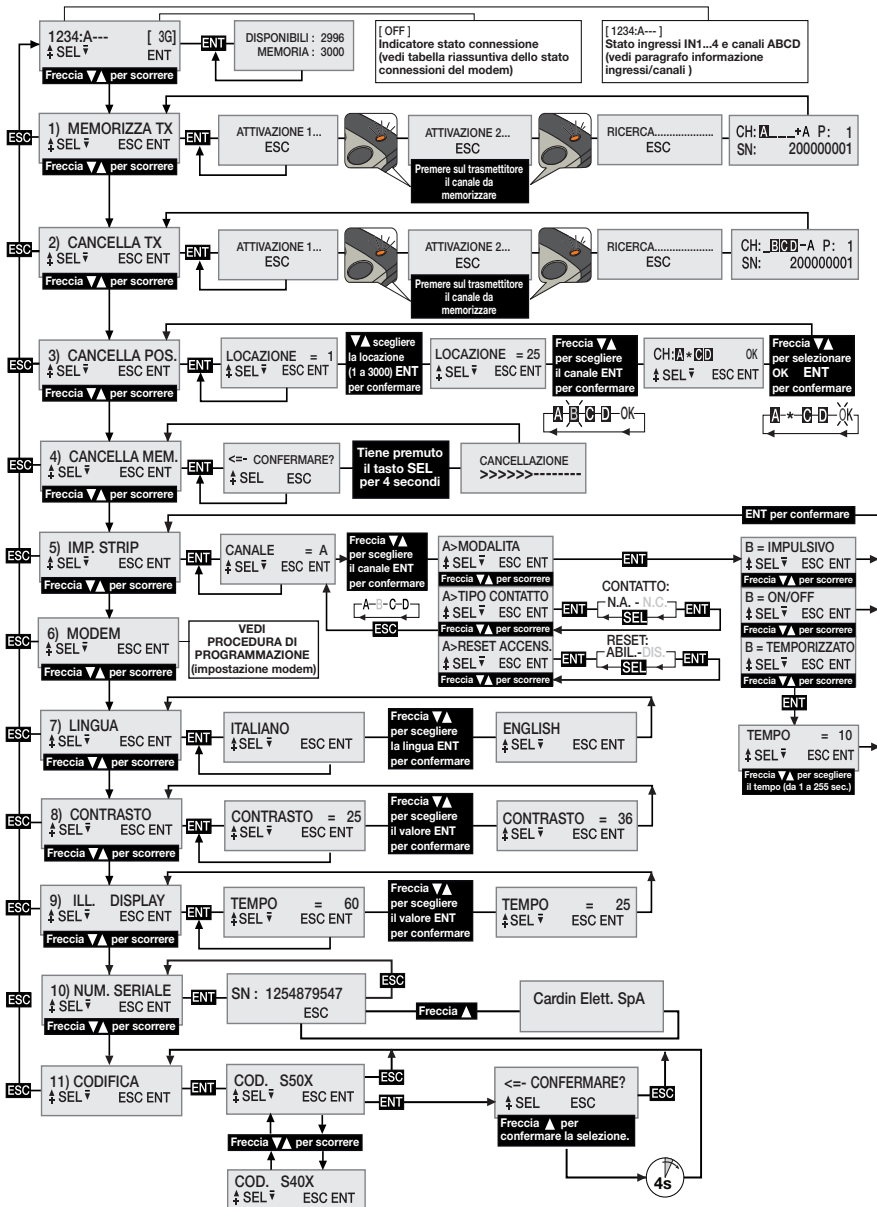 1234:A--- [ 3G]
SEL ENT
Freccia ▼▲ per scorrere
ENT
DISPONIBILI : 2996
MEMORIA : 3000
[ OFF ]
Indicatore stato connessione
(vedi tabella riassuntiva dello stato
connessioni del modem)
[ 1234:A--- ]
Stato ingressi IN1...4 e canali ABCD
(vedi paragrafo informazione
ingressi/canali )
ESC
1) MEMORIZZA TX
SEL ESC ENT
Freccia ▼▲ per scorrere
ENT
ATTIVAZIONE 1...
ESC
ATTIVAZIONE 2...
ESC
Premere sul trasmettitore
il canale da
memorizzare
RICERCA.....................
ESC
CH:A___+A P: 1
SN: 200000001
ESC
2) CANCELLA TX
SEL ESC ENT
Freccia ▼▲ per scorrere
ENT
ATTIVAZIONE 1...
ESC
ATTIVAZIONE 2...
ESC
Premere sul trasmettitore
il canale da
memorizzare
RICERCA.....................
ESC
CH:_BCD-A P: 1
SN: 200000001
ESC
3) CANCELLA POS.
SEL ESC ENT
Freccia ▼▲ per scorrere
ENT
LOCAZIONE = 1
SEL ESC ENT
▼▲ scegliere
la locazione
(1 a 3000) ENT
per confermare
LOCAZIONE = 25
SEL ESC ENT
Freccia ▼▲
per scegliere
il canale ENT
per confermare
A-B-C-D-OK
CH:A*CD OK
SEL ESC ENT
Freccia ▼▲
per selezionare
OK ENT
per confermare
A-*-C-D-OK
ESC
4) CANCELLA MEM.
SEL ESC ENT
Freccia ▼▲ per scorrere
ENT
<=- CONFERMARE?
SEL ESC
Tiene premuto
il tasto SEL
per 4 secondi
CANCELLAZIONE
>>>>>>--------
ENT per confermare
ESC
5) IMP. STRIP
SEL ESC ENT
Freccia ▼▲ per scorrere
ENT
CANALE = A
SEL ESC ENT
Freccia ▼▲
per scegliere
il canale ENT
per confermare
A-B-C-D
ESC
A>MODALITA
SEL ESC ENT
Freccia ▼▲ per scorrere
ENT
A>TIPO CONTATTO
SEL ESC ENT
Freccia ▼▲ per scorrere
ENT
CONTATTO:
N.A. - N.C.
SEL
ENT
A>RESET ACCENS.
SEL ESC ENT
Freccia ▼▲ per scorrere
ENT
RESET:
ABIL.-DIS.
SEL
ENT
B = IMPULSIVO
SEL ESC ENT
Freccia ▼▲ per scorrere
B = ON/OFF
SEL ESC ENT
Freccia ▼▲ per scorrere
B = TEMPORIZZATO
SEL ESC ENT
Freccia ▼▲ per scorrere
ENT
TEMPO = 10
SEL ESC ENT
Freccia ▼▲ per scegliere
il tempo (da 1 a 255 sec.)
ESC
6) MODEM
SEL ESC ENT
Freccia ▼▲ per scorrere
VEDI
PROCEDURA DI
PROGRAMMAZIONE
(impostazione modem)
ESC
7) LINGUA
SEL ESC ENT
Freccia ▼▲ per scorrere
ENT
ITALIANO
ESC ENT
Freccia ▼▲
per scegliere
la lingua ENT
per confermare
ENGLISH
SEL ESC ENT
ESC
8) CONTRASTO
SEL ESC ENT
Freccia ▼▲ per scorrere
ENT
CONTRASTO = 25
SEL ESC ENT
Freccia ▼▲
per scegliere
il valore ENT
per confermare
CONTRASTO = 36
SEL ESC ENT
ESC
9) ILL. DISPLAY
SEL ESC ENT
Freccia ▼▲ per scorrere
ENT
TEMPO = 60
SEL ESC ENT
Freccia ▼▲
per scegliere
il valore ENT
per confermare
TEMPO = 25
SEL ESC ENT
ESC
10) NUM. SERIALE
SEL ESC ENT
Freccia ▼▲ per scorrere
ENT
SN : 1254879547
ESC
ESC
Freccia ▲
Cardin Elett. SpA
ESC
11) CODIFICA
SEL ESC ENT
ENT
COD. S50X
SEL ESC ENT
ESC
ENT
Freccia ▼▲ per scorrere
COD. S40X
SEL ESC ENT
<=- CONFERMARE?
SEL ESC
Freccia ▲ per
confermare la selezione.
ESC
4s